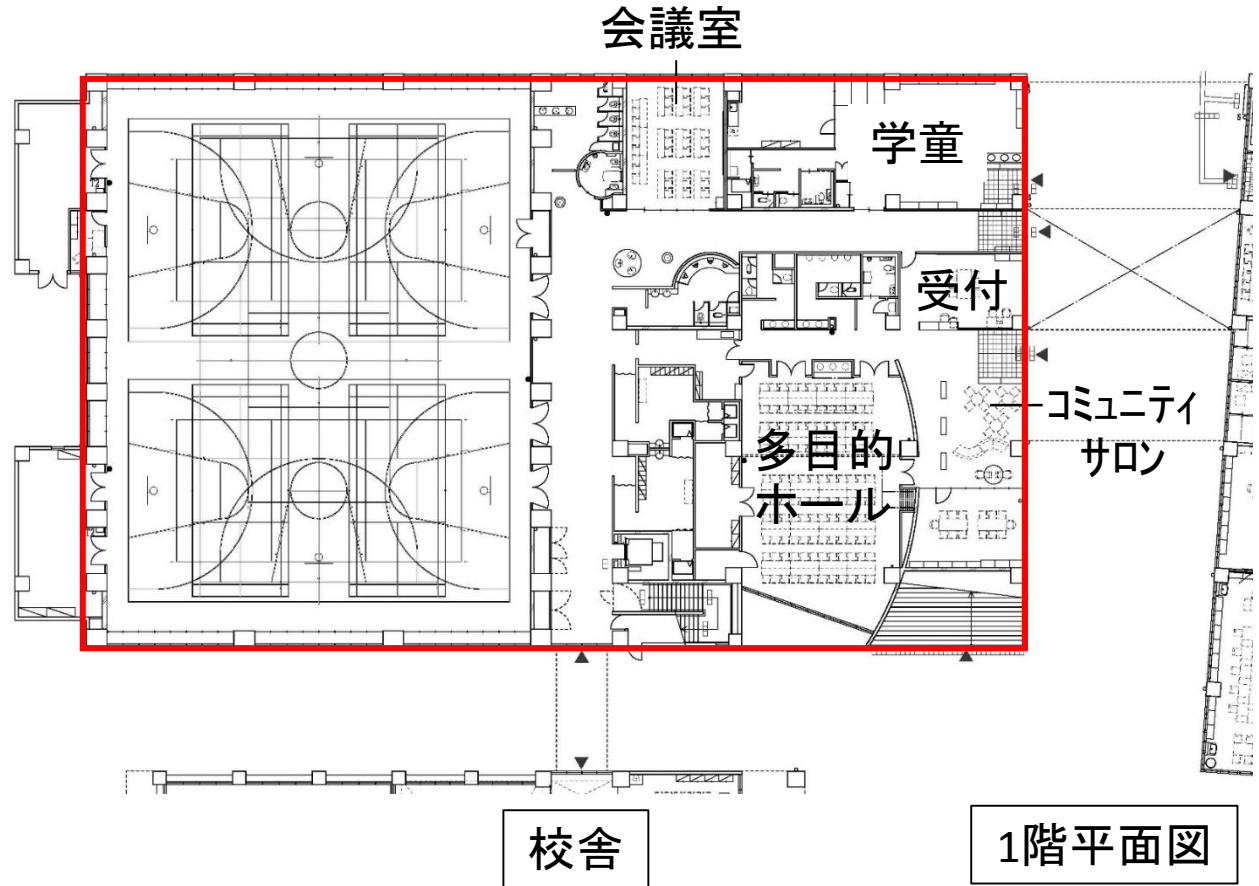 会議室
学童
受付
コミュニティ
サロン
多目的
ホール
校舎
1階平面図